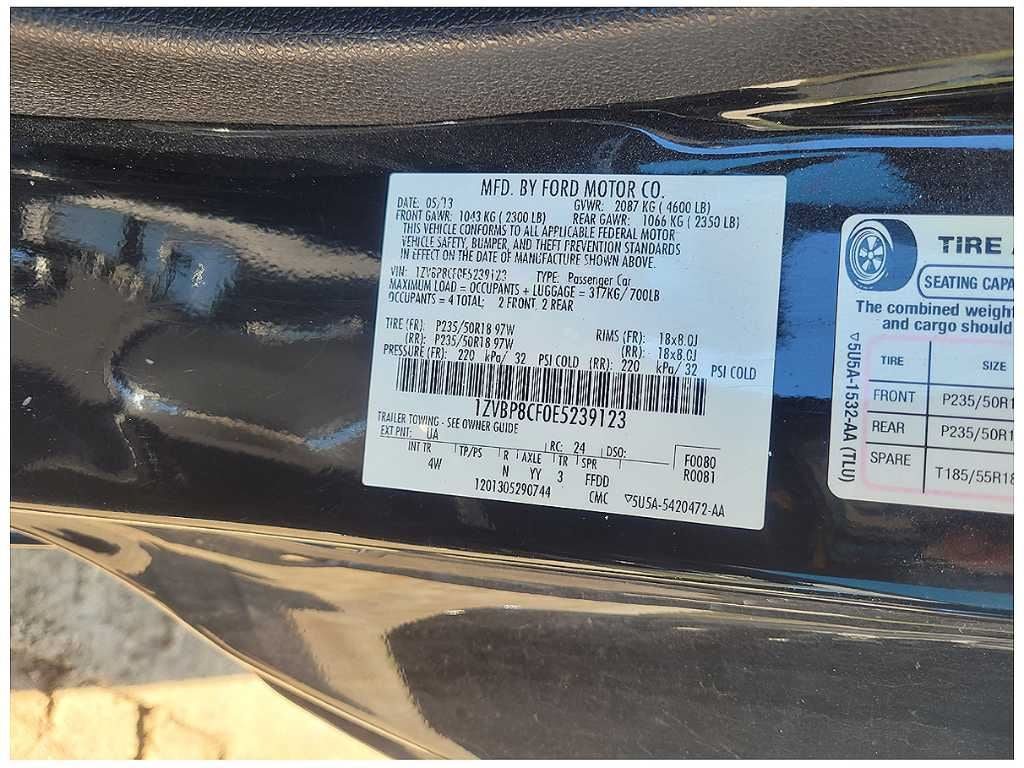 MFD. BY FORD MOTOR CO.
DATE: 05/13 GVWR: 2087 KG ( 4600 LB)
FRONT GAWR: 1043 KG ( 2300 LB) REAR GAWR: 1066 KG ( 2350 LB)
THIS VEHICLE CONFORMS TO ALL APPLICABLE FEDERAL MOTOR
VEHICLE SAFETY, BUMPER, AND THEFT PREVENTION STANDARDS
IN EFFECT ON THE DATE OF MANUFACTURE SHOWN ABOVE.
VIN: 1ZVBP8CF0E5239123 TYPE: Passenger Car
MAXIMUM LOAD = OCCUPANTS + LUGGAGE = 317KG/ 700LB
OCCUPANTS = 4 TOTAL: 2 FRONT, 2 REAR
TIRE (FR): P235/50R18 97W RIMS (FR): 18x8.0J
(RR): P235/50R18 97W (RR): 18x8.0J
PRESSURE (FR): 220 kPa/ 32 PSI COLD (RR): 220 kPa/ 32 PSI COLD
1ZVBP8CF0E5239123
TRAILER TOWING - SEE OWNER GUIDE
EXT PNT: UA RC: 24 DSO: F0080
INT TR TP/PS R AXLE TR SPR R0081
4W N YY 3 FFDD
1201305290744 CMC ▽5U5A-5420472-AA
TIRE
SEATING CAPA
The combined weight
and cargo should
TIRE SIZE
FRONT P235/50R1
REAR P235/50R1
SPARE T185/55R18
▽5U5A-1532-AA (TLU)